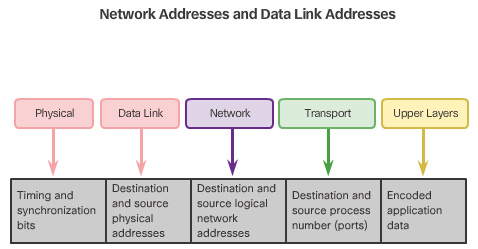 Network Addresses and Data Link Addresses
Physical
Data Link
Network
Transport
Upper Layers
Timing and
synchronization
bits
Destination
and source
physical
addresses
Destination and
source logical
network
addresses
Destination and
source process
number (ports)
Encoded
application
data